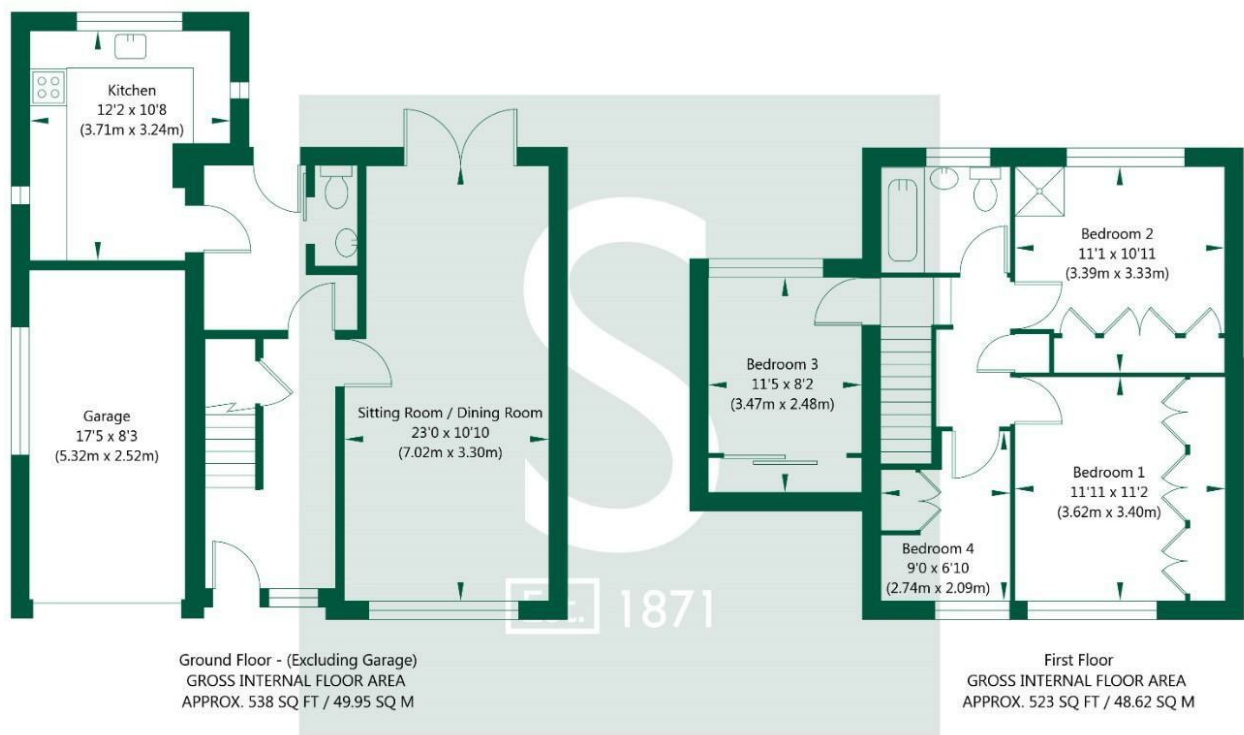 Kitchen
12'2 x 10'8
(3.71m x 3.24m)
Garage
17'5 x 8'3
(5.32m x 2.52m)
Sitting Room / Dining Room
23'0 x 10'10
(7.02m x 3.30m)
Bedroom 3
11'5 x 8'2
(3.47m x 2.48m)
Bedroom 2
11'1 x 10'11
(3.39m x 3.33m)
Bedroom 1
11'11 x 11'2
(3.62m x 3.40m)
Bedroom 4
9'0 x 6'10
(2.74m x 2.09m)
S
Est. 1871
Ground Floor - (Excluding Garage)
GROSS INTERNAL FLOOR AREA
APPROX. 538 SQ FT / 49.95 SQ M
First Floor
GROSS INTERNAL FLOOR AREA
APPROX. 523 SQ FT / 48.62 SQ M